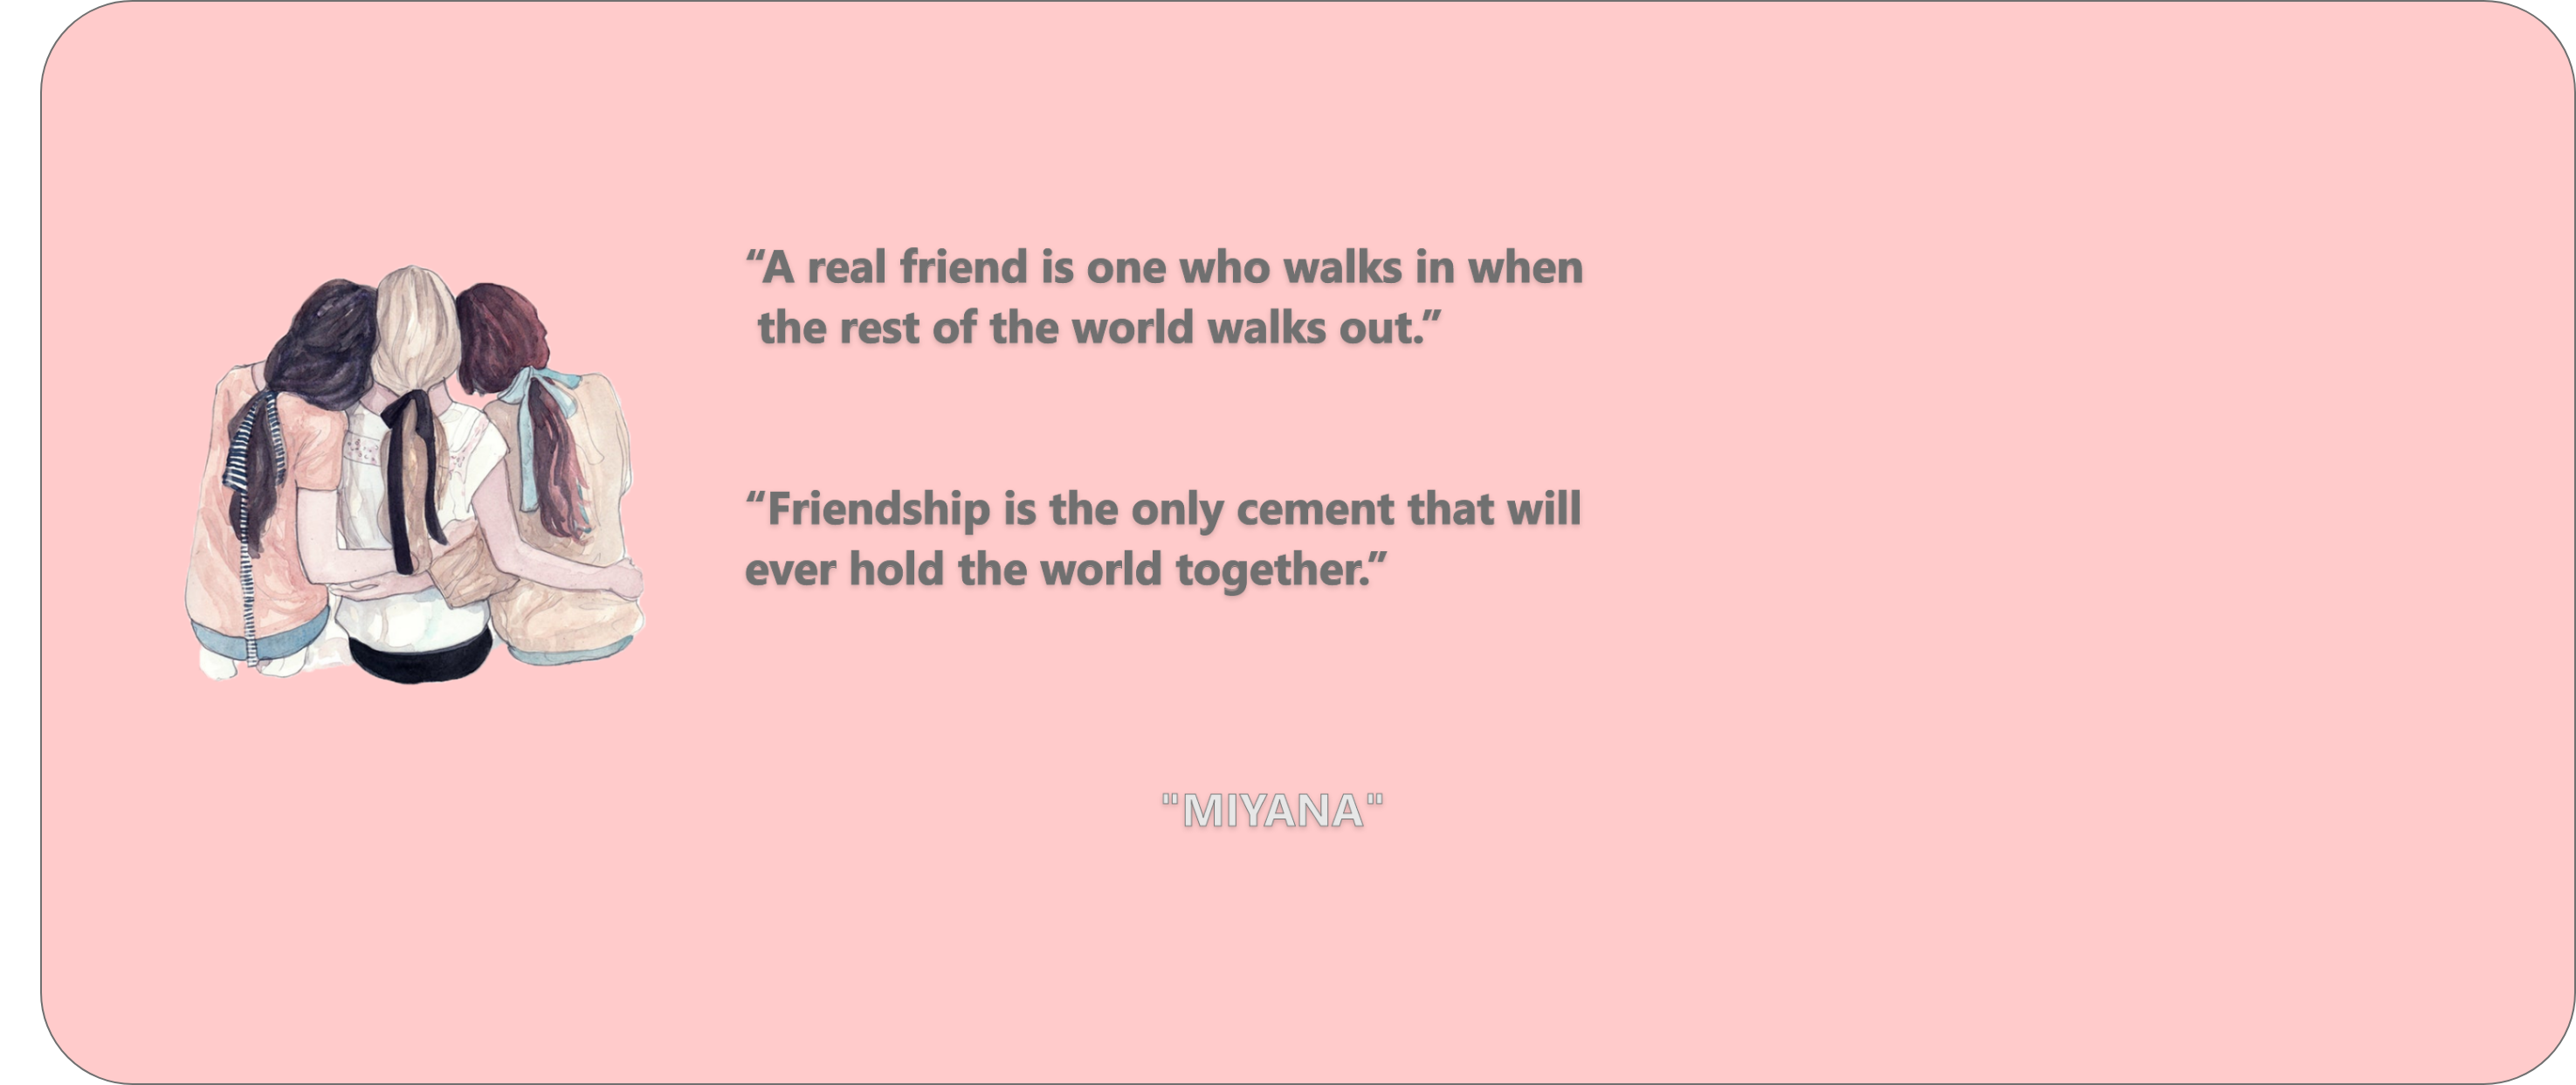 “A real friend is one who walks in when
the rest of the world walks out.”
“Friendship is the only cement that will
ever hold the world together.”
"MIYANA"